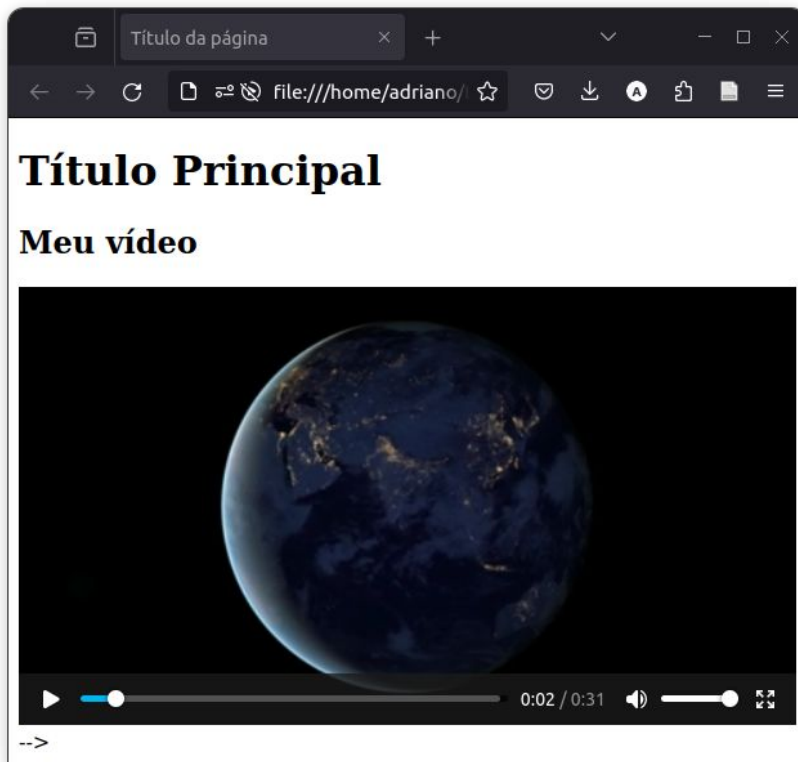 Título da página
file:///home/adriano/
A
Título Principal
Meu vídeo
0:02 / 0:31
-->